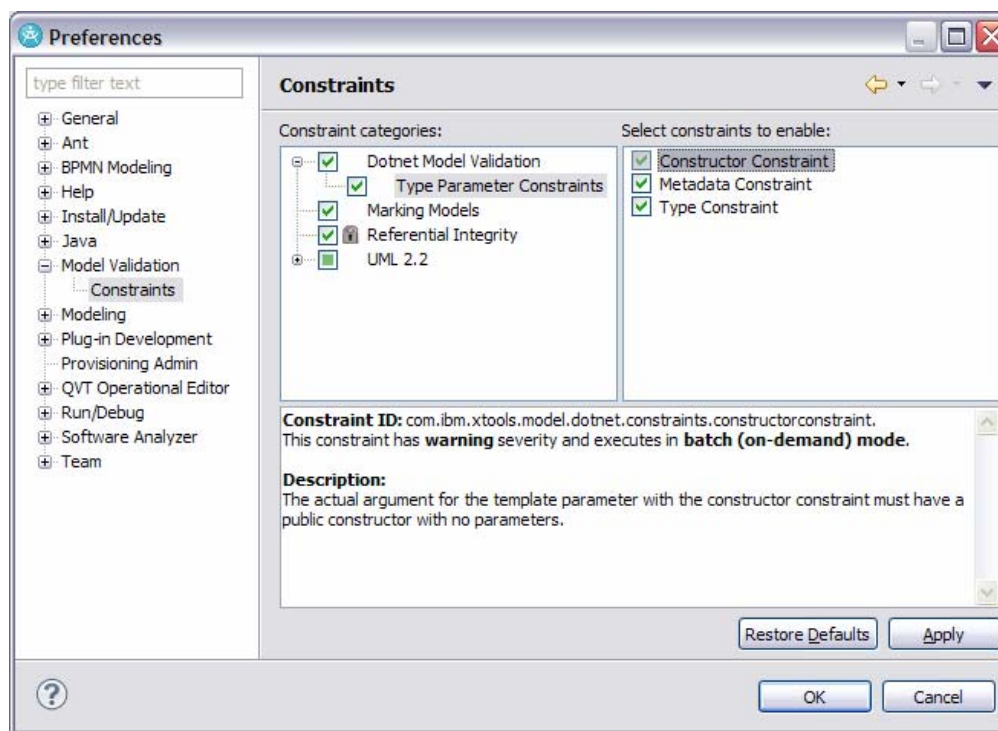 Preferences
type filter text
General
Ant
BPMN Modeling
Help
Install/Update
Java
Model Validation
Constraints
Modeling
Plug-in Development
Provisioning Admin
QVT Operational Editor
Run/Debug
Software Analyzer
Team
Constraints
Constraint categories:
Dotnet Model Validation
Type Parameter Constraints
Marking Models
Referential Integrity
UML 2.2
Select constraints to enable:
Constructor Constraint
Metadata Constraint
Type Constraint
Constraint ID: com.ibm.xtools.model.dotnet.constraints.constructorconstraint.
This constraint has warning severity and executes in batch (on-demand) mode.
Description:
The actual argument for the template parameter with the constructor constraint must have a
public constructor with no parameters.
Restore Defaults
Apply
?
OK
Cancel